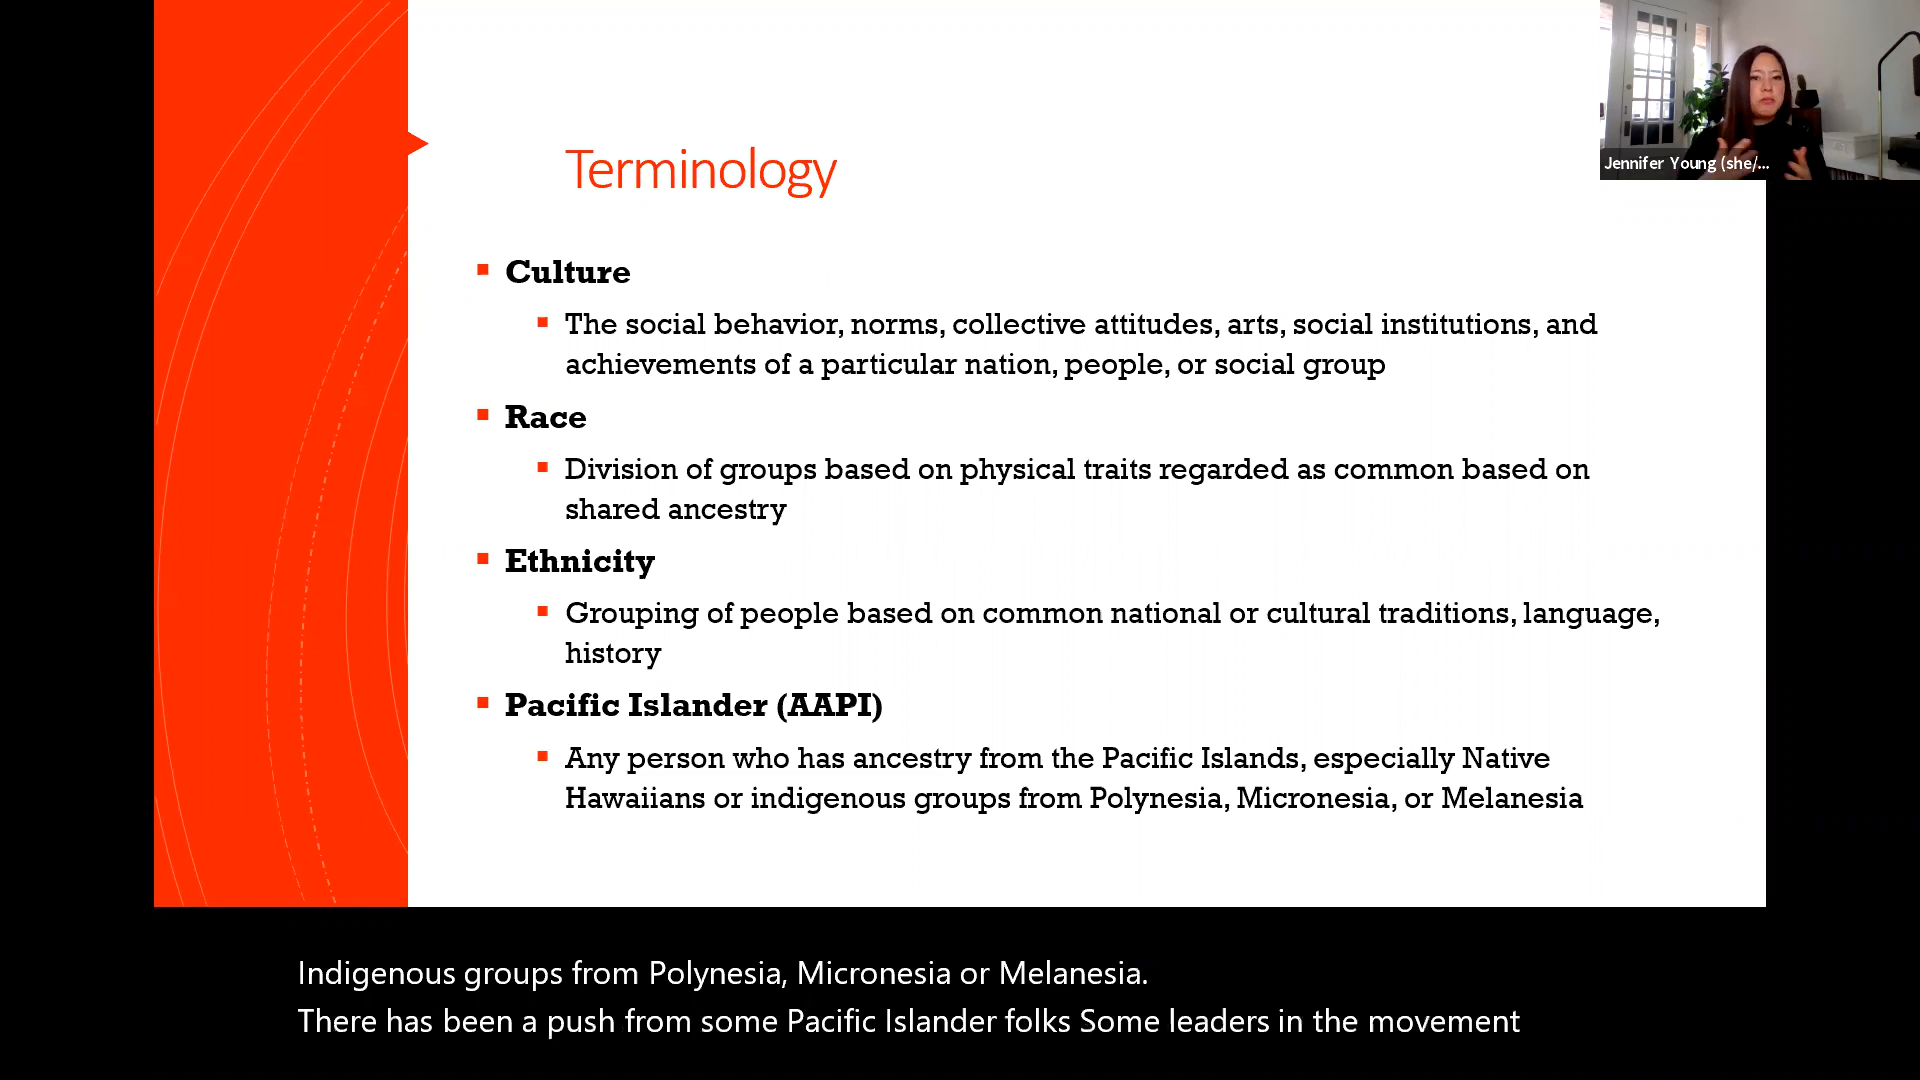 Terminology
Jennifer Young (she/...
Culture
The social behavior, norms, collective attitudes, arts, social institutions, and
achievements of a particular nation, people, or social group
Race
Division of groups based on physical traits regarded as common based on
shared ancestry
Ethnicity
Grouping of people based on common national or cultural traditions, language,
history
Pacific Islander (AAPI)
Any person who has ancestry from the Pacific Islands, especially Native
Hawaiians or indigenous groups from Polynesia, Micronesia, or Melanesia
Indigenous groups from Polynesia, Micronesia or Melanesia.
There has been a push from some Pacific Islander folks Some leaders in the movement